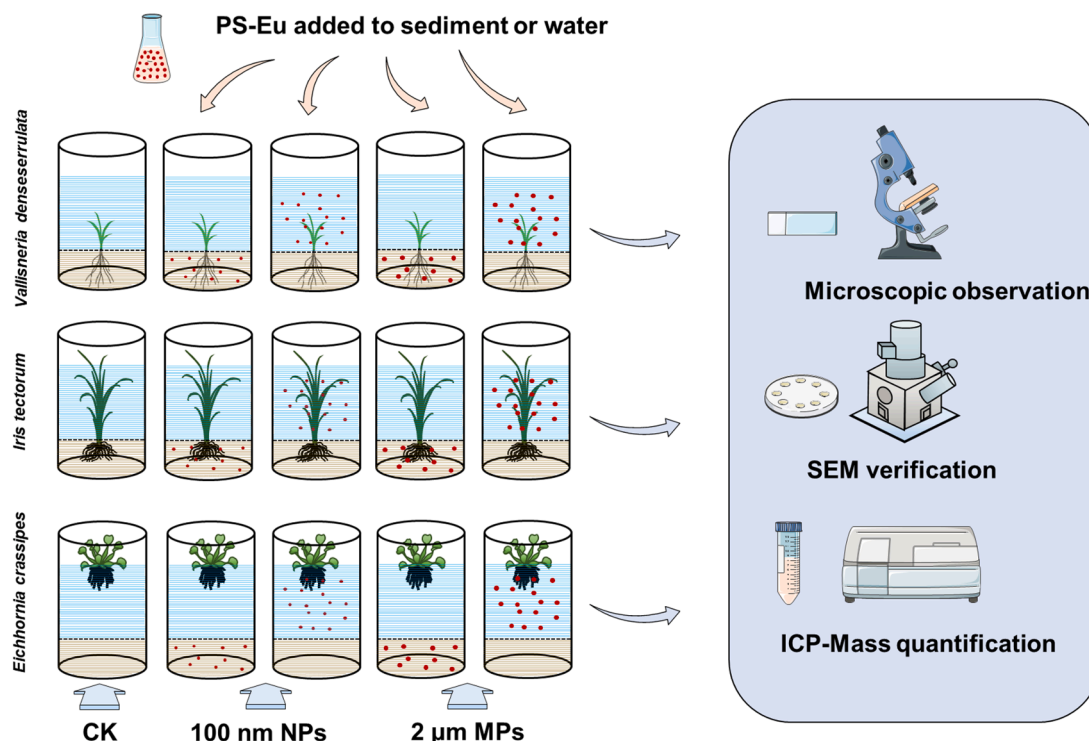 PS-Eu added to sediment or water
Vallisneria denseserrulata
Iris tectorum
Eichhornia crassipes
Microscopic observation
SEM verification
ICP-Mass quantification
CK
100 nm NPs
2 µm MPs